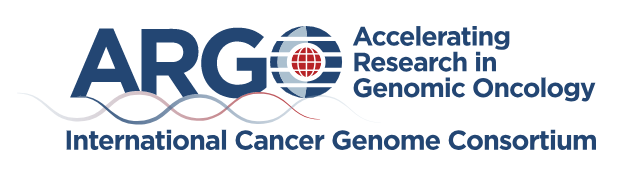 ARGO
Accelerating
Research in
Genomic Oncology
International Cancer Genome Consortium